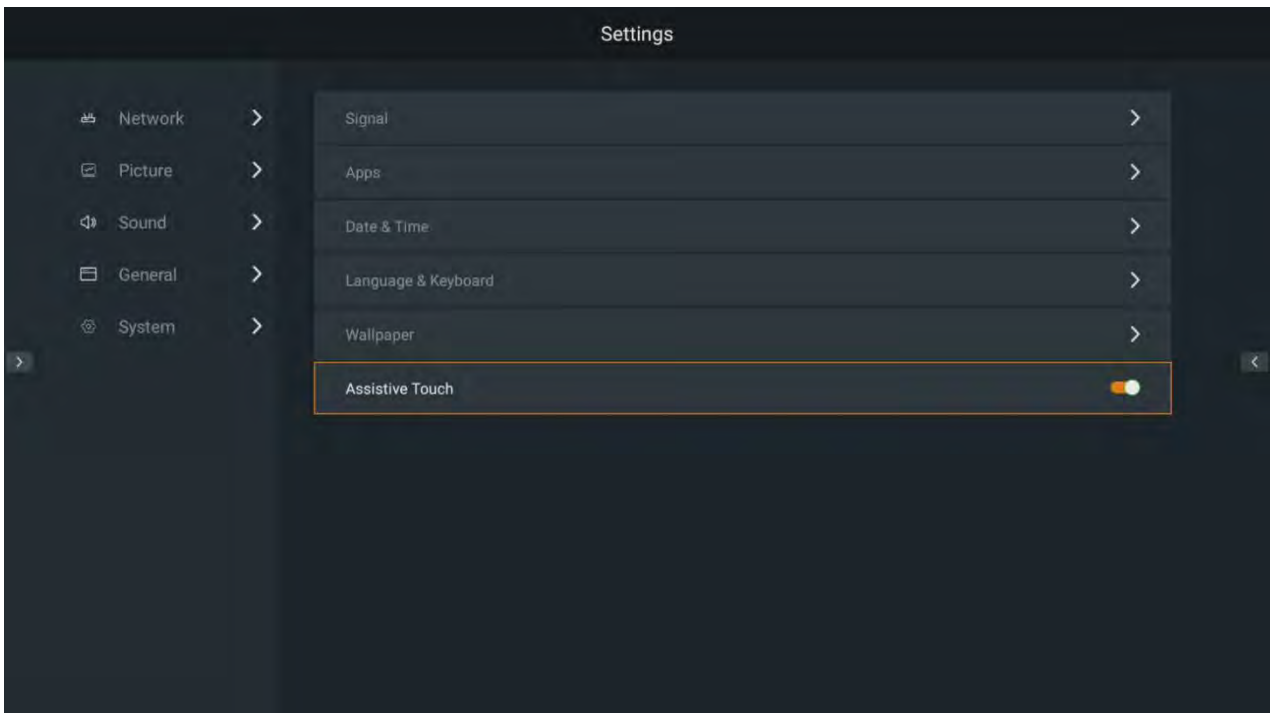 Settings
Network
Picture
Sound
General
System
Signal
Apps
Date & Time
Language & Keyboard
Wallpaper
Assistive Touch